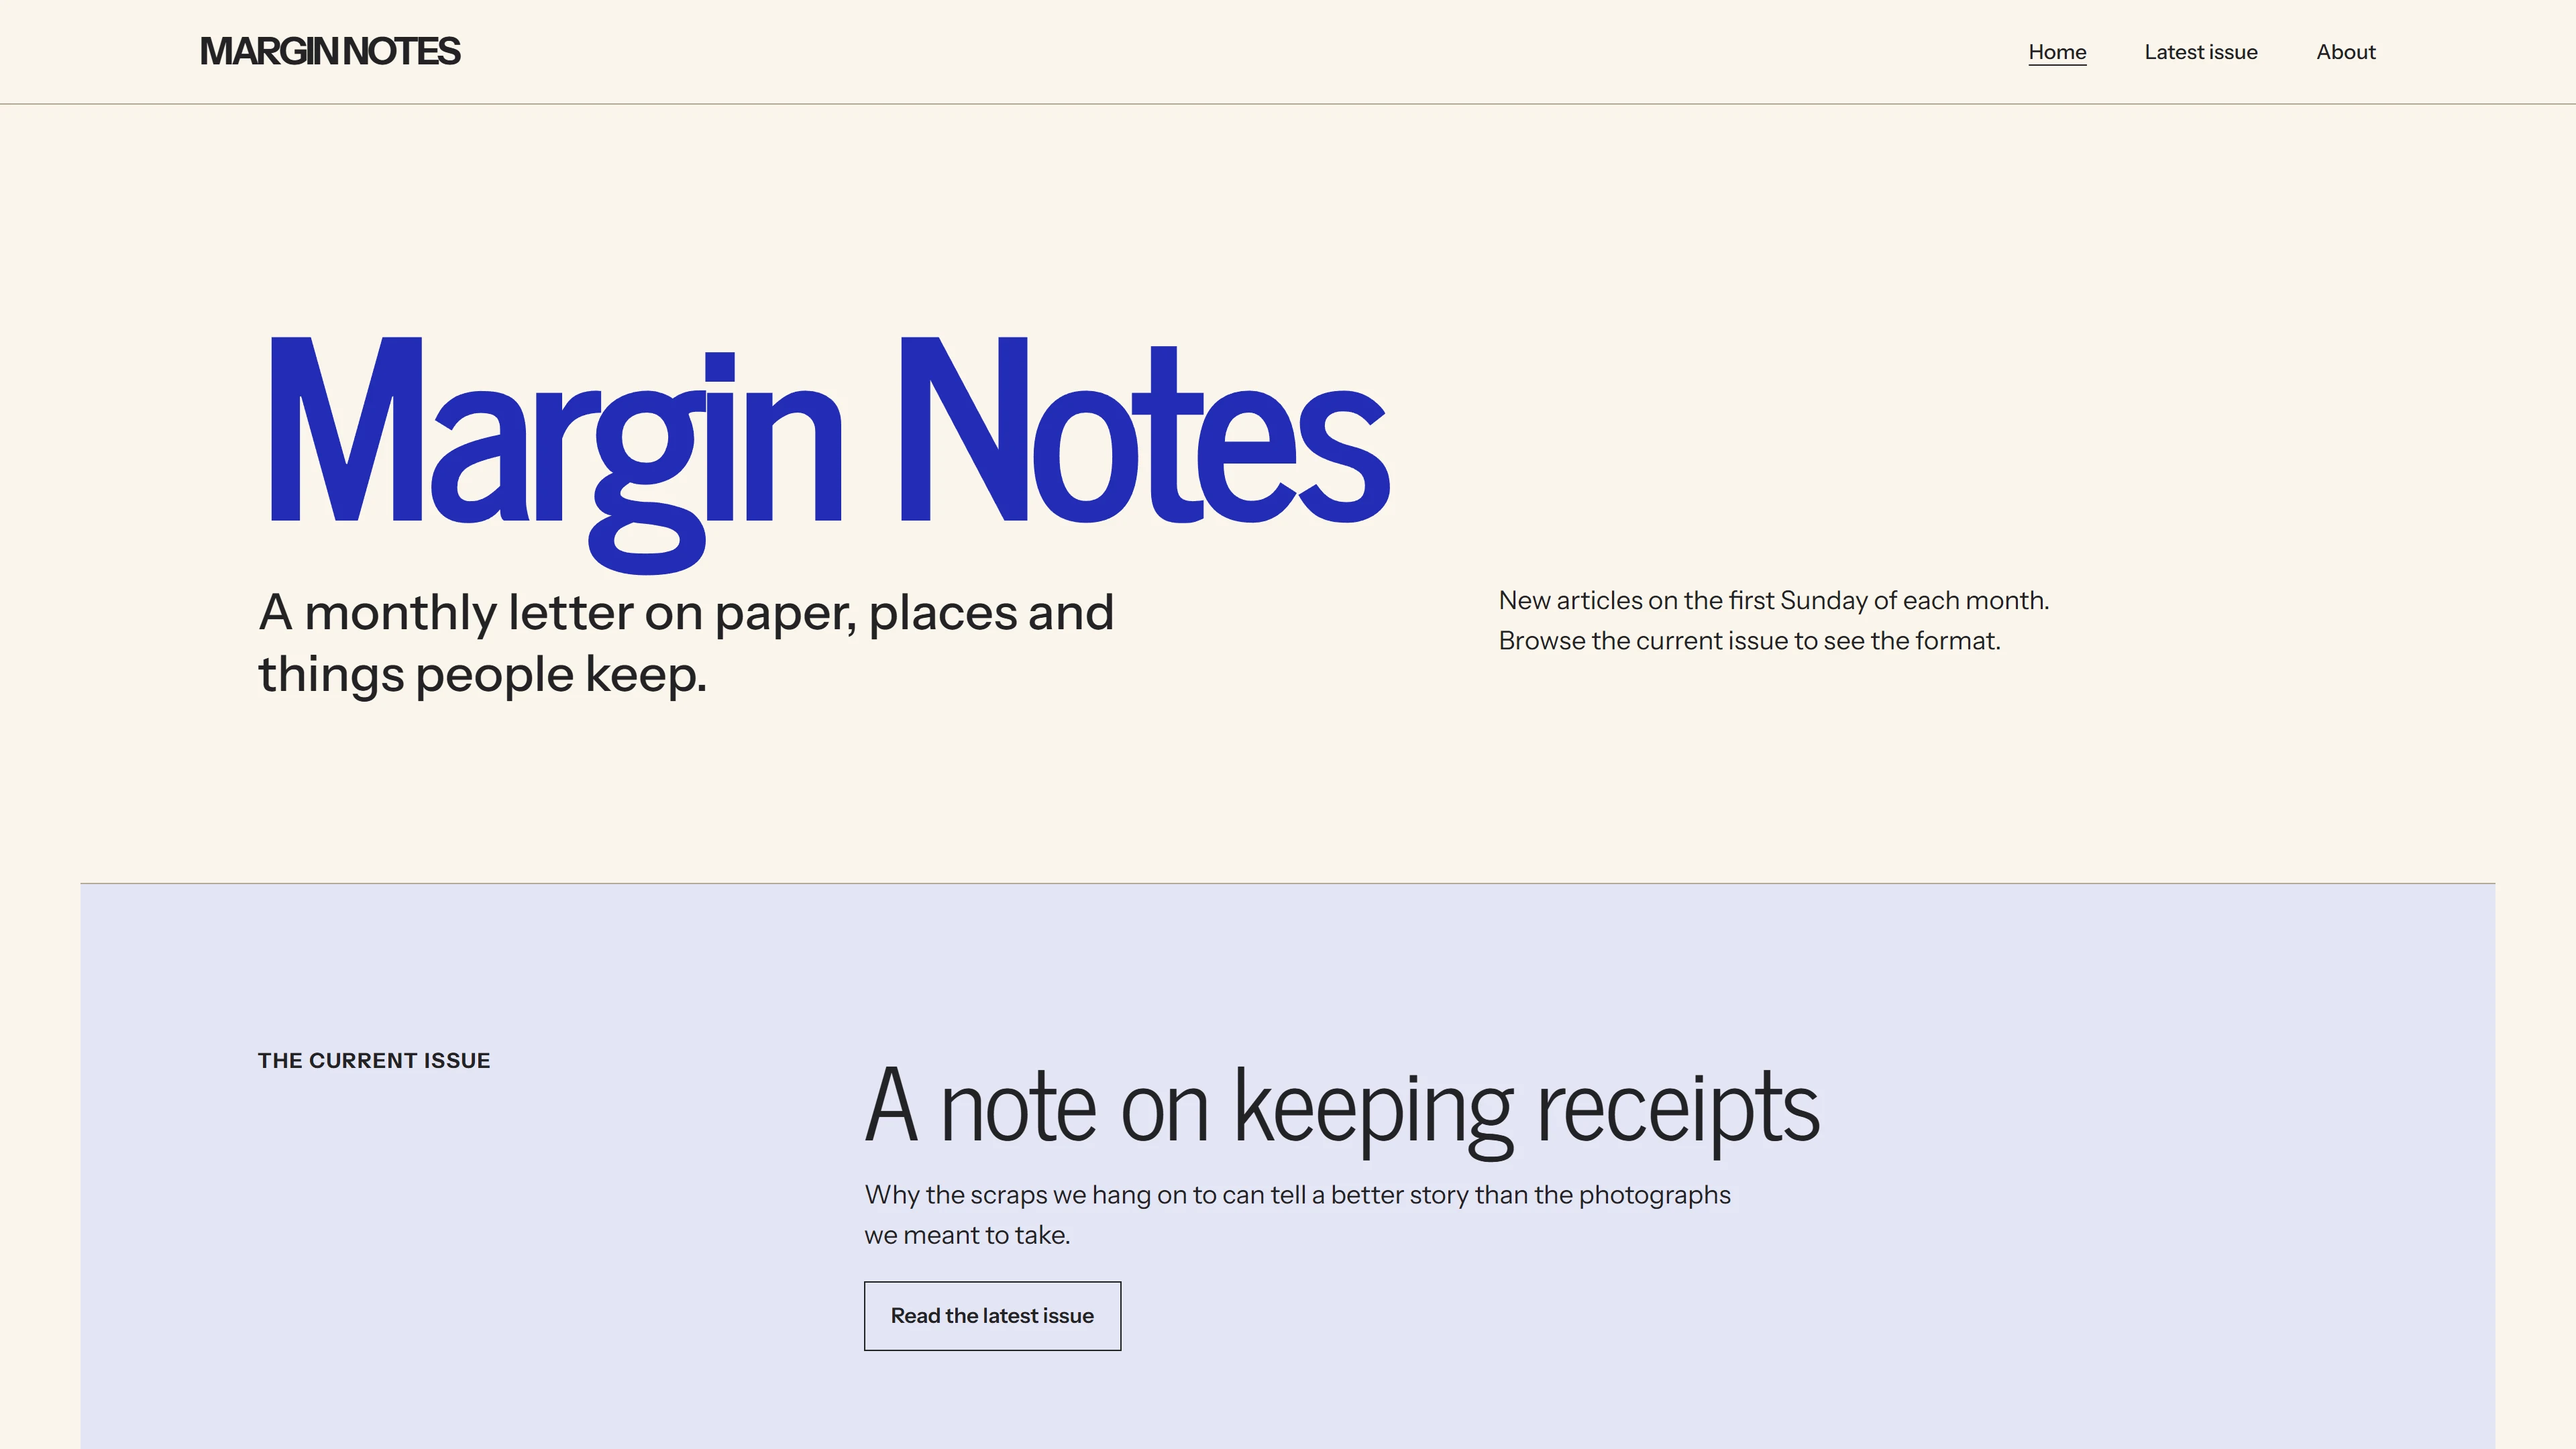 MARGIN NOTES
Home
Latest issue
About
Margin Notes
A monthly letter on paper, places and
things people keep.
New articles on the first Sunday of each month.
Browse the current issue to see the format.
THE CURRENT ISSUE
A note on keeping receipts
Why the scraps we hang on to can tell a better story than the photographs
we meant to take.
Read the latest issue